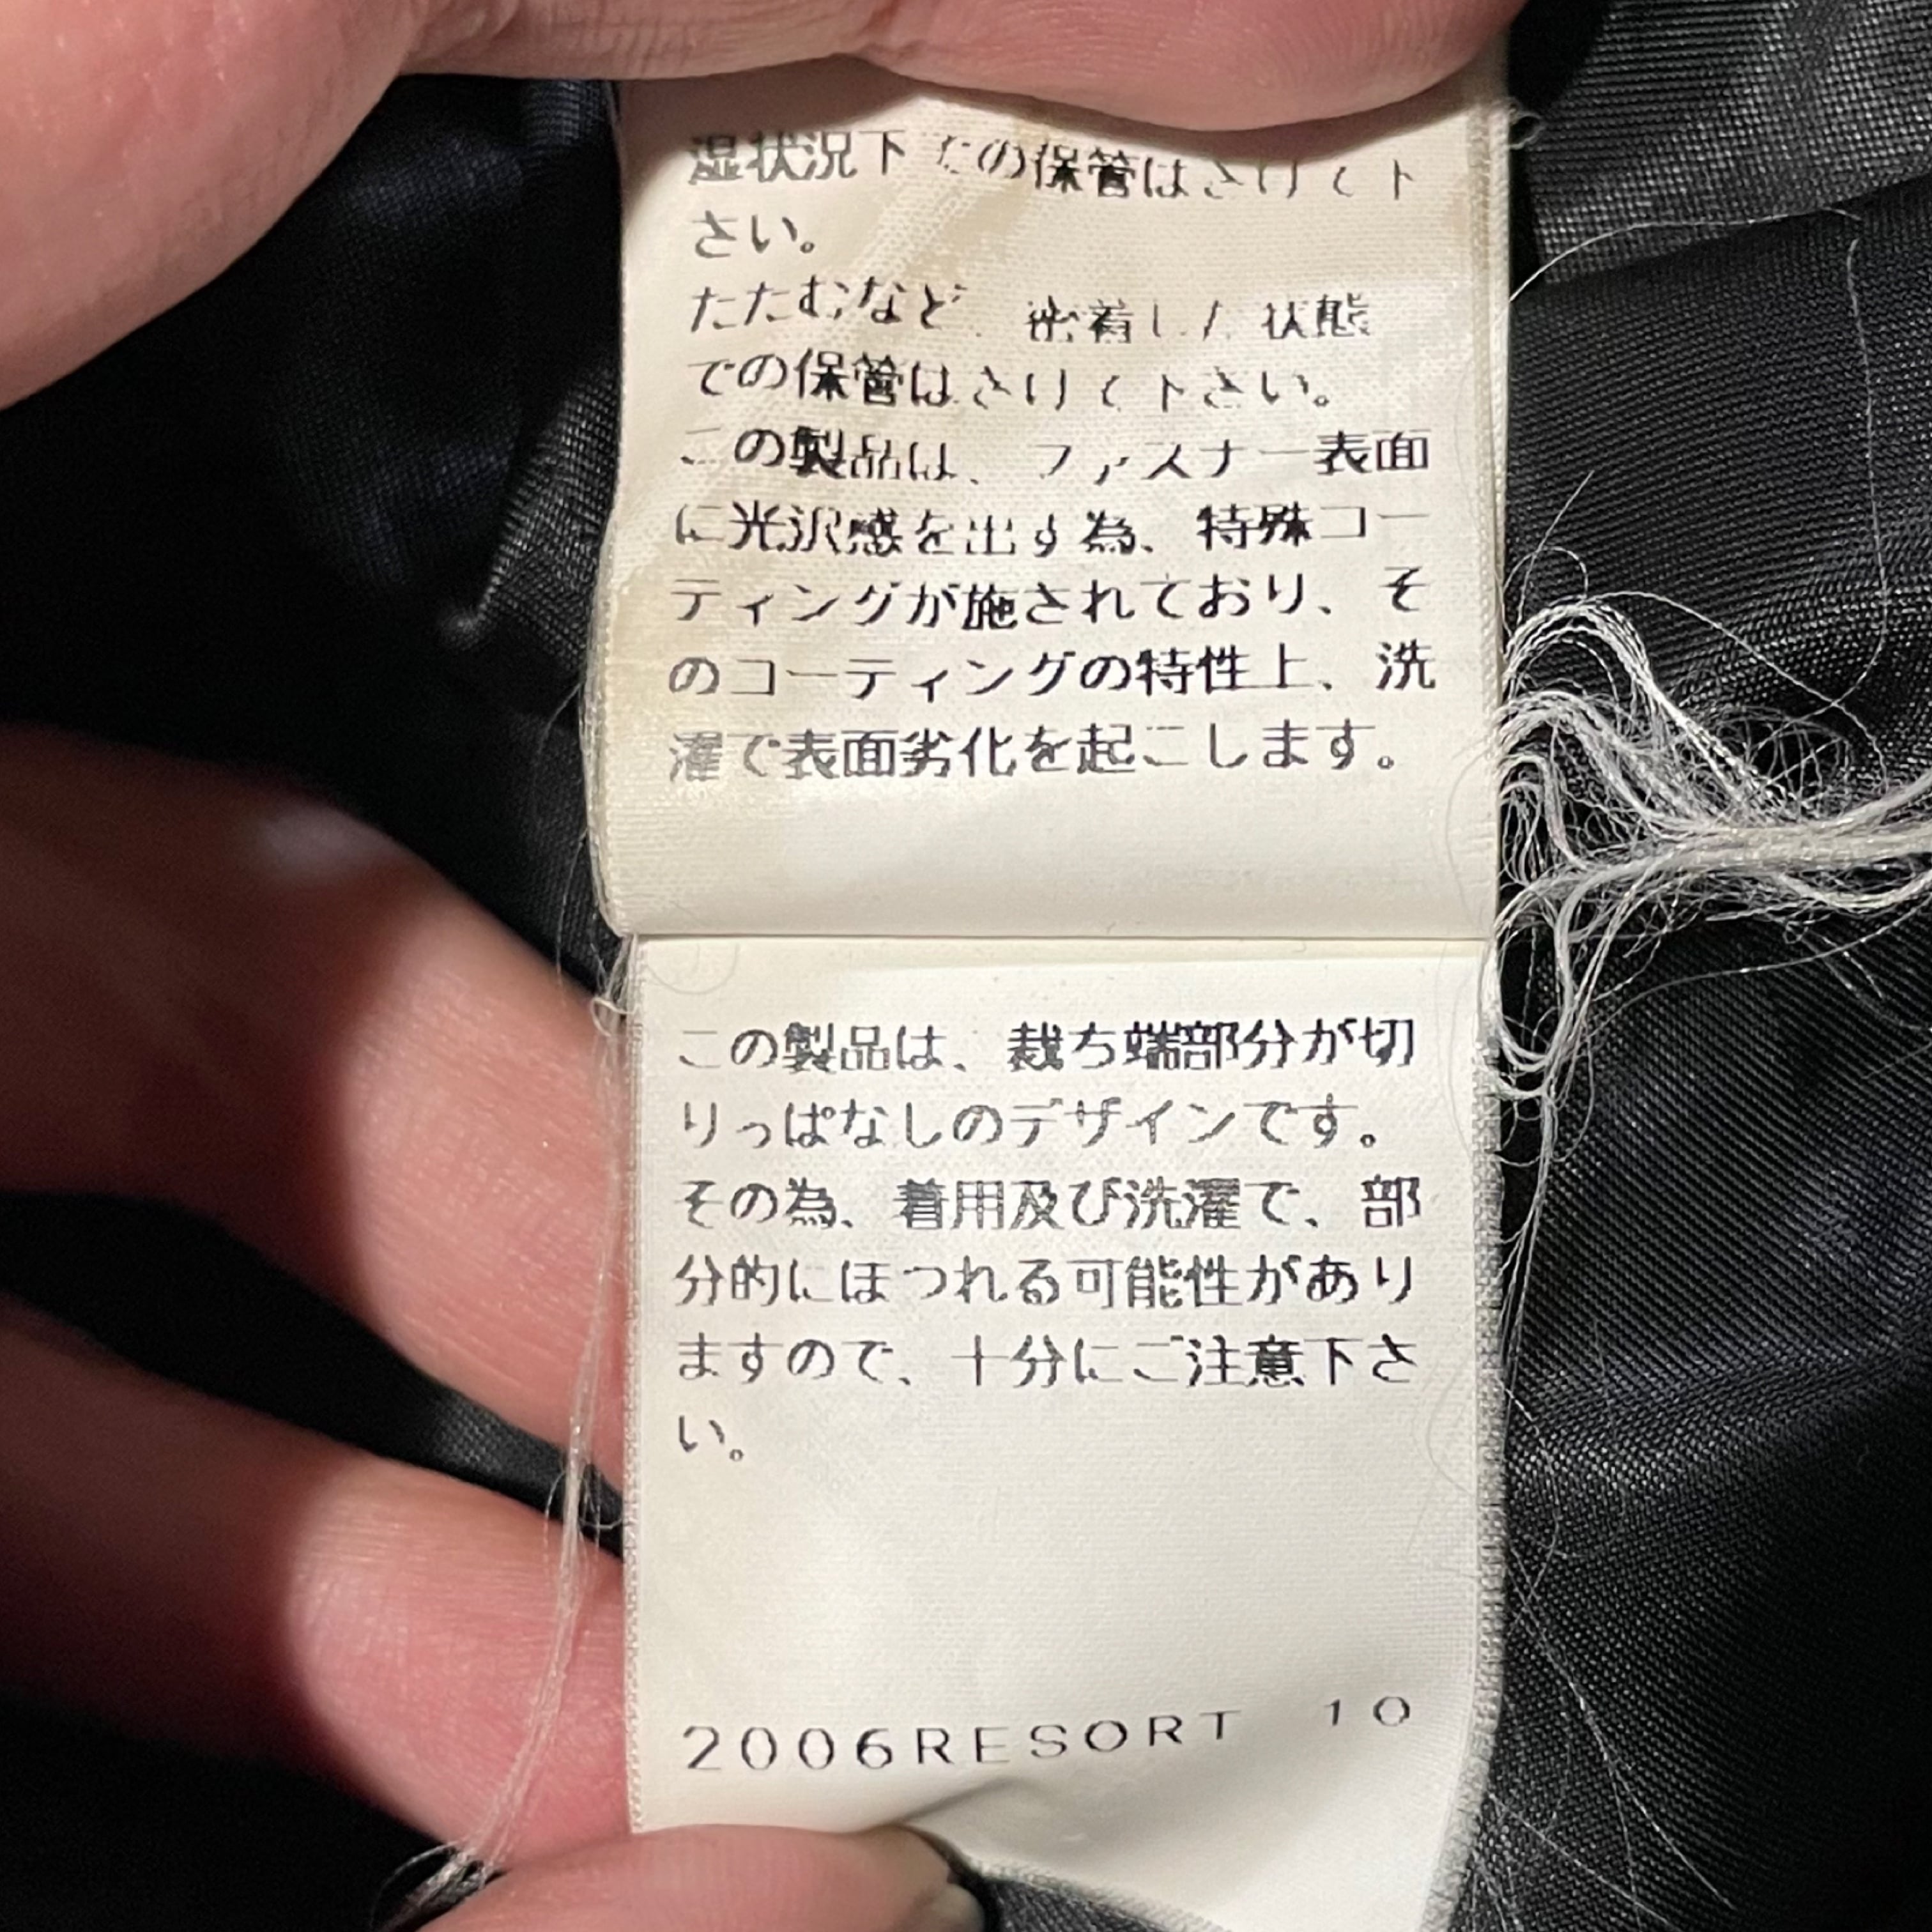 湿状況下での保管はさけて下
さい。
たたむなど、密着した状態
での保管はさけて下さい。
この製品は、ファスナー表面
に光沢感を出す為、特殊コー
ティングが施されており、そ
のコーティングの特性上、洗
濯で表面劣化を起こします。
この製品は、裁ち端部分が切
りっぱなしのデザインです。
その為、着用及び洗濯で、部
分的にほつれる可能性があり
ますので、十分にご注意下さ
い。
2006RESORT 10